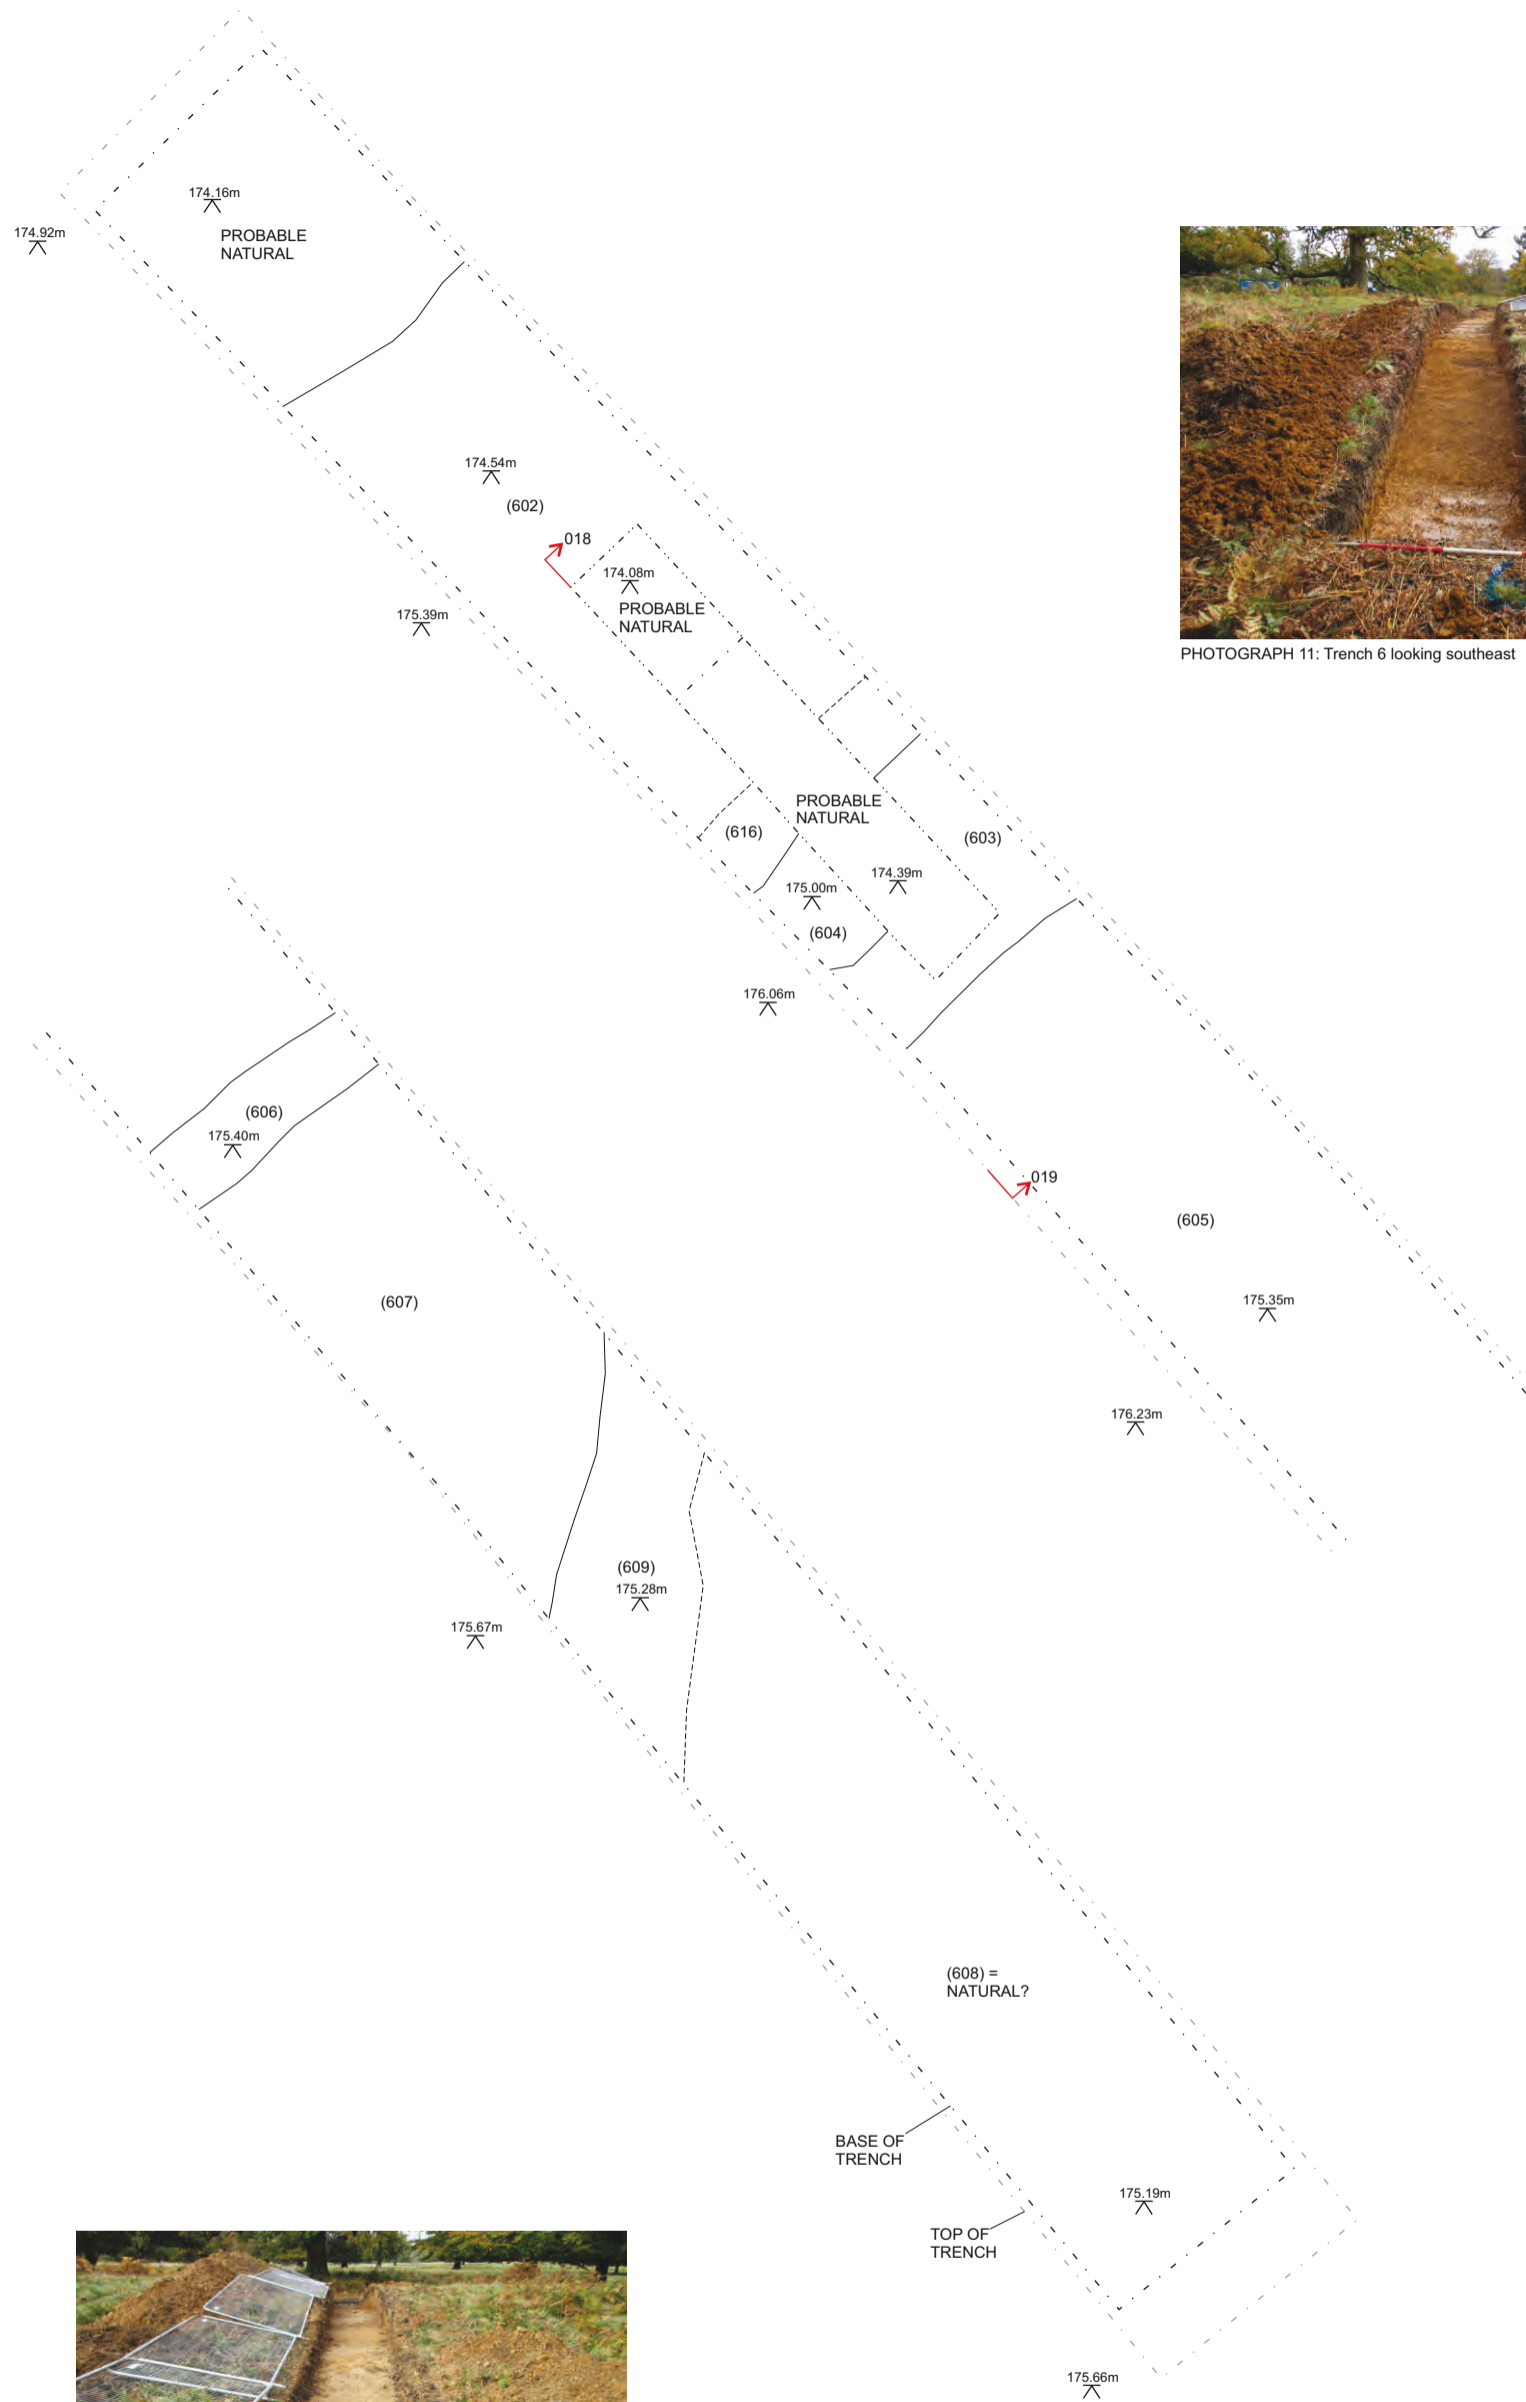 174.16m
174.92m
PROBABLE
NATURAL
174.54m
(602)
018
174.08m
175.39m
PROBABLE
NATURAL
PHOTOGRAPH 11: Trench 6 looking southeast
PROBABLE
NATURAL
(616)
(603)
174.39m
175.00m
(604)
176.06m
(606)
175.40m
019
(605)
(607)
175.35m
176.23m
(609)
175.28m
175.67m
(608) =
NATURAL?
BASE OF
TRENCH
175.19m
TOP OF
TRENCH
175.66m